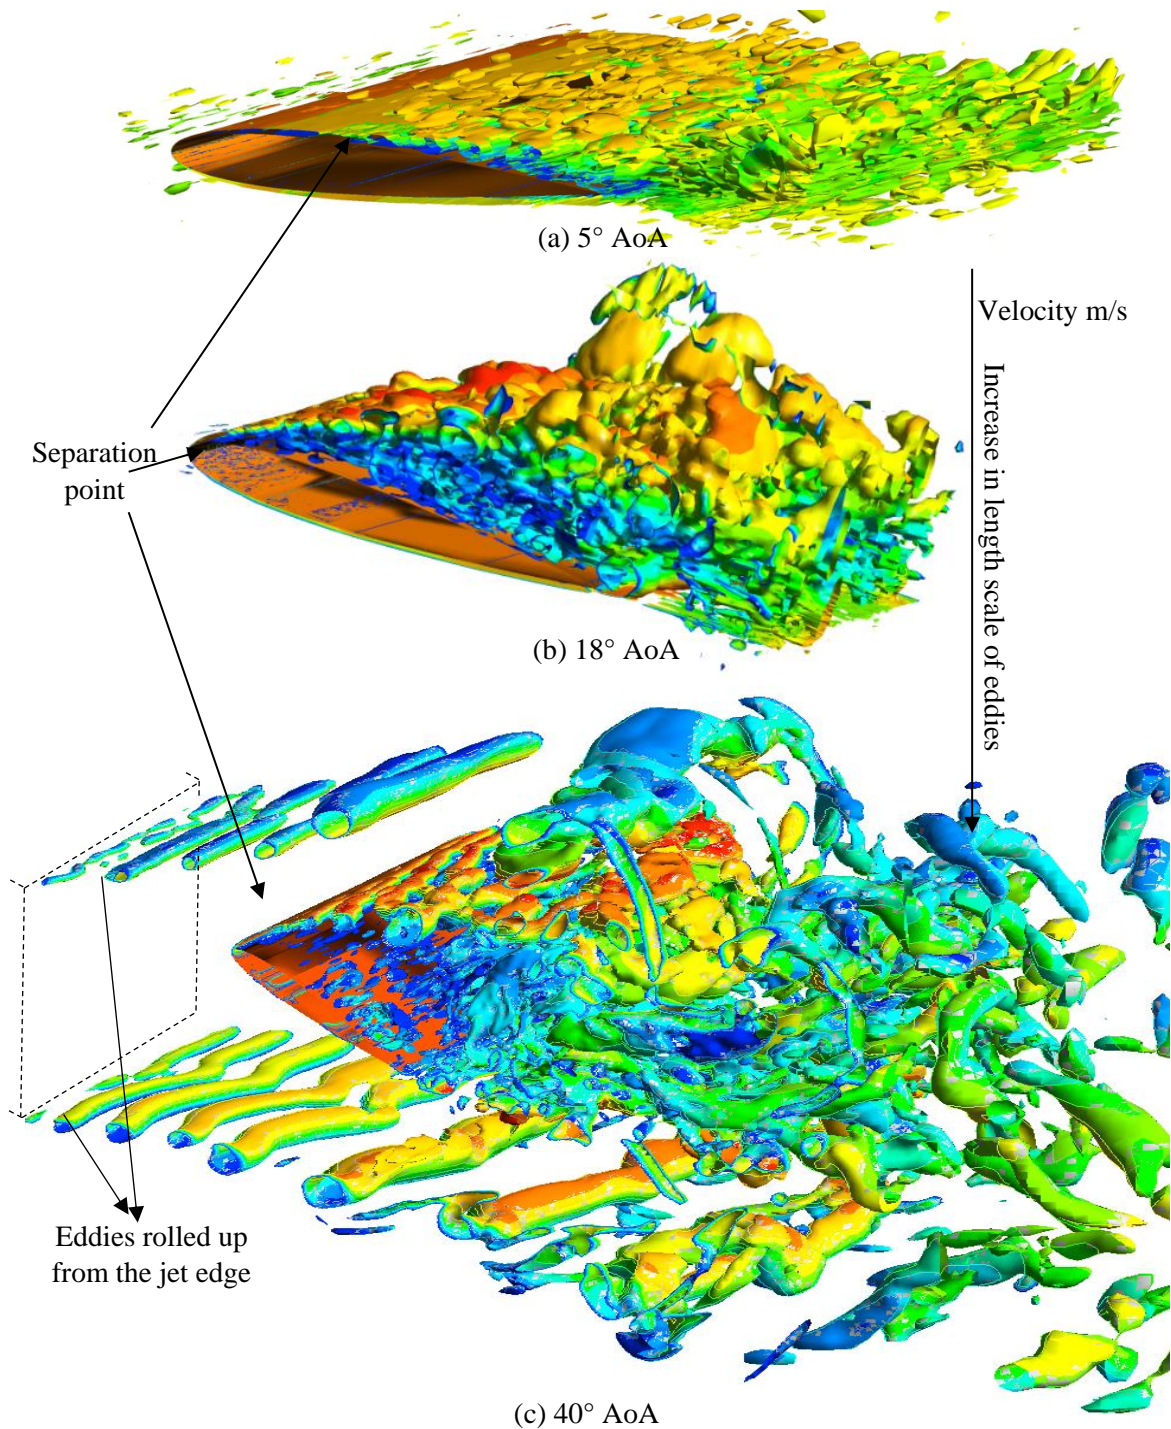 (a) 5° AoA
Velocity m/s
Increase in length scale of eddies
Separation
point
(b) 18° AoA
Eddies rolled up
from the jet edge
(c) 40° AoA